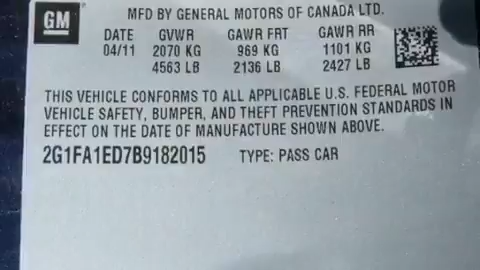 GM
MFD BY GENERAL MOTORS OF CANADA LTD.
DATE GVWR GAWR FRT GAWR RR
04/11 2070 KG 969 KG 1101 KG
4563 LB 2136 LB 2427 LB
THIS VEHICLE CONFORMS TO ALL APPLICABLE U.S. FEDERAL MOTOR
VEHICLE SAFETY, BUMPER, AND THEFT PREVENTION STANDARDS IN
EFFECT ON THE DATE OF MANUFACTURE SHOWN ABOVE.
2G1FA1ED7B9182015 TYPE: PASS CAR